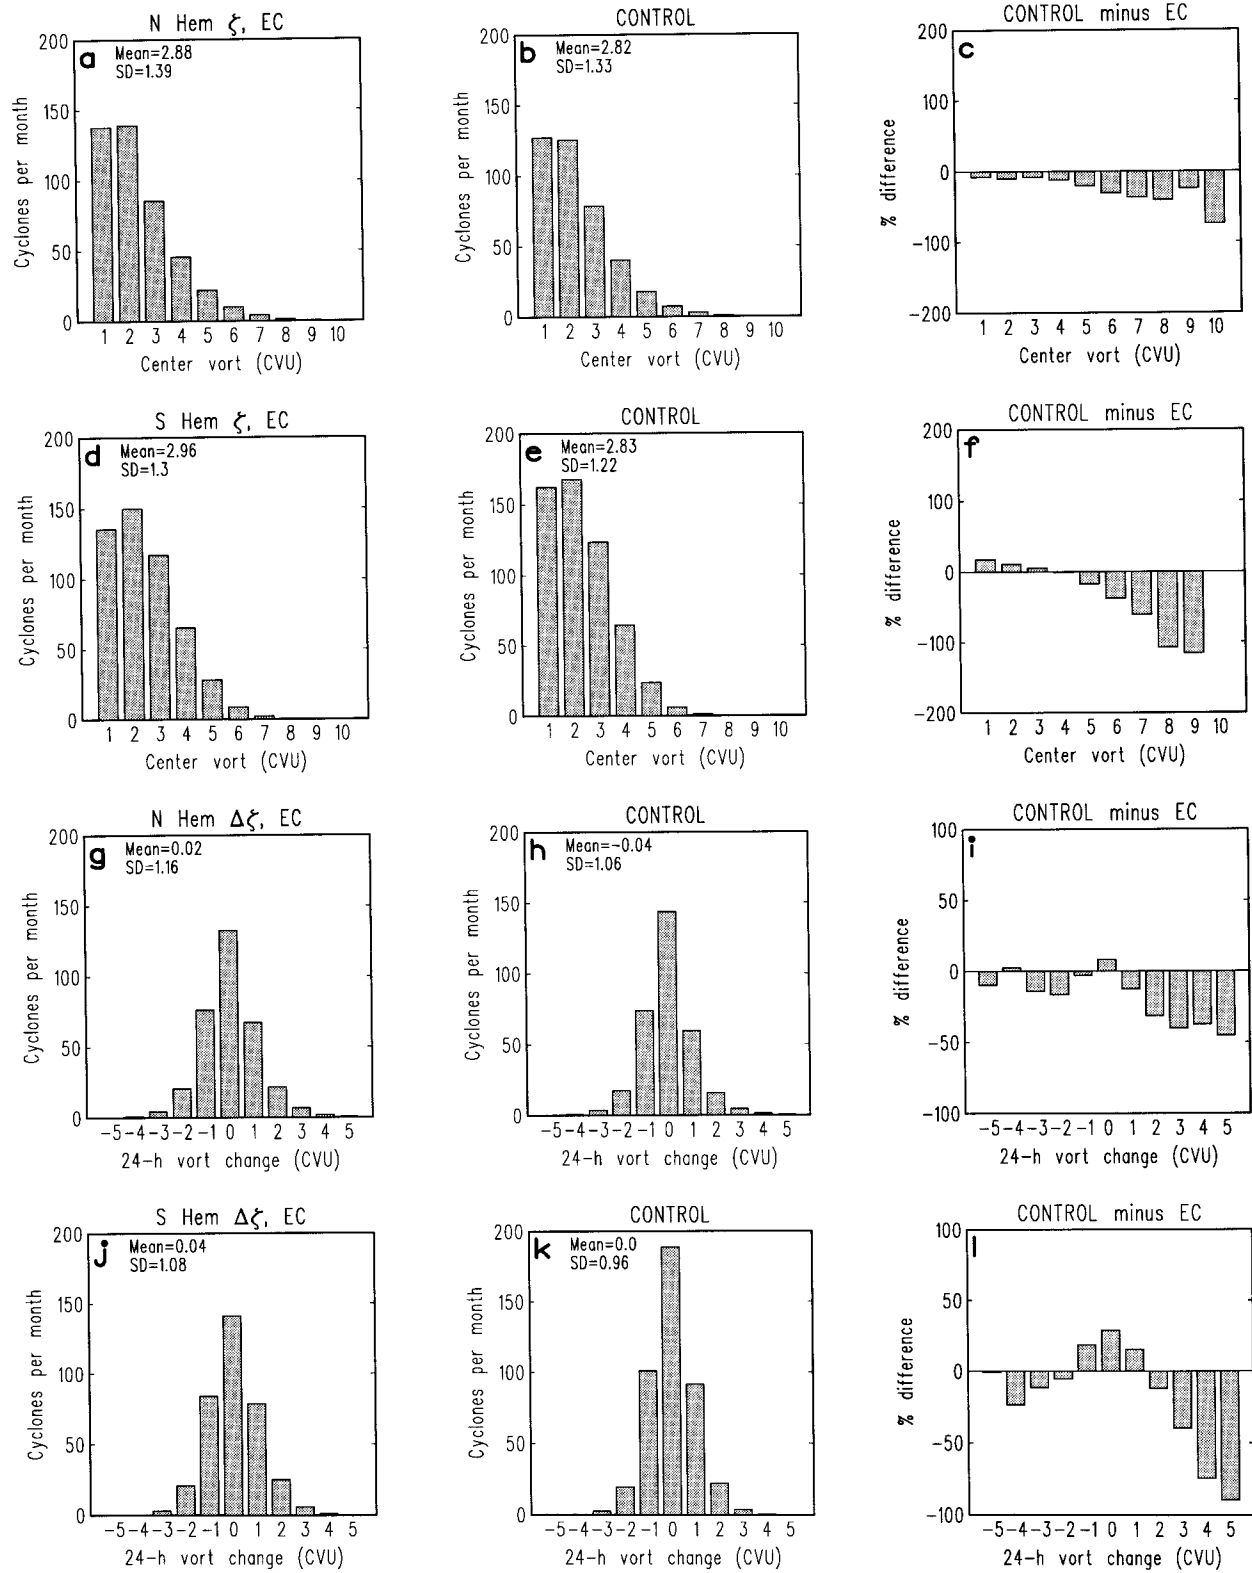 N Hem ζ, EC
a
Mean=2.88
SD=1.39
200
150
100
50
0
Cyclones per month
1 2 3 4 5 6 7 8 9 10
Center vort (CVU)
CONTROL
b
Mean=2.82
SD=1.33
200
150
100
50
0
Cyclones per month
1 2 3 4 5 6 7 8 9 10
Center vort (CVU)
CONTROL minus EC
c
200
100
0
-100
-200
% difference
1 2 3 4 5 6 7 8 9 10
S Hem ζ, EC
d
Mean=2.96
SD=1.3
200
150
100
50
0
Cyclones per month
1 2 3 4 5 6 7 8 9 10
Center vort (CVU)
CONTROL
e
Mean=2.83
SD=1.22
200
150
100
50
0
Cyclones per month
1 2 3 4 5 6 7 8 9 10
Center vort (CVU)
CONTROL minus EC
f
200
100
0
-100
-200
% difference
1 2 3 4 5 6 7 8 9 10
Center vort (CVU)
N Hem Δζ, EC
g
Mean=0.02
SD=1.16
200
150
100
50
0
Cyclones per month
-5 -4 -3 -2 -1 0 1 2 3 4 5
24-h vort change (CVU)
CONTROL
h
Mean=-0.04
SD=1.06
200
150
100
50
0
Cyclones per month
-5 -4 -3 -2 -1 0 1 2 3 4 5
24-h vort change (CVU)
CONTROL minus EC
i
100
50
0
-50
-100
% difference
-5 -4 -3 -2 -1 0 1 2 3 4 5
24-h vort change (CVU)
S Hem Δζ, EC
j
Mean=0.04
SD=1.08
200
150
100
50
0
Cyclones per month
-5 -4 -3 -2 -1 0 1 2 3 4 5
24-h vort change (CVU)
CONTROL
k
Mean=0.0
SD=0.96
200
150
100
50
0
Cyclones per month
-5 -4 -3 -2 -1 0 1 2 3 4 5
24-h vort change (CVU)
CONTROL minus EC
l
100
50
0
-50
-100
% difference
-5 -4 -3 -2 -1 0 1 2 3 4 5
24-h vort change (CVU)